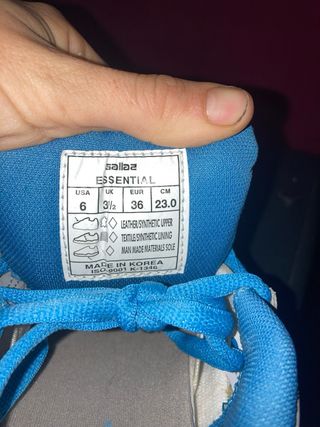 sallaz
ESSENTIAL
USA UK EUR CM
6 3½ 36 23.0
LEATHER/SYNTHETIC UPPER
TEXTILE/SYNTHETIC LINING
MAN MADE MATERIALS SOLE
MADE IN KOREA
ISO-9001 K-1346